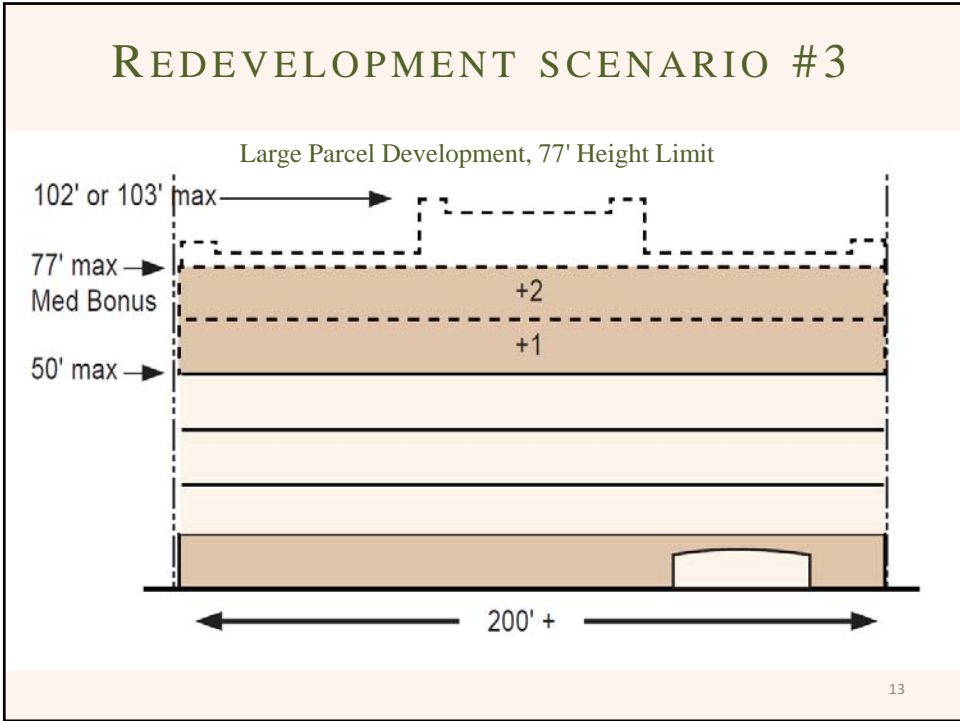 REDEVELOPMENT SCENARIO #3
Large Parcel Development, 77' Height Limit
102' or 103' max
77' max
Med Bonus
+2
+1
50' max
200' +
13